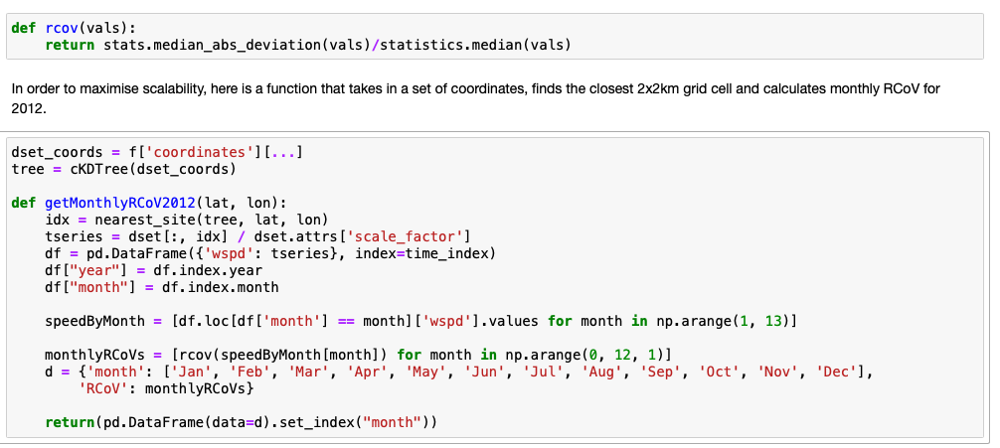 def rcov(vals):
    return stats.median_abs_deviation(vals)/statistics.median(vals)
In order to maximise scalability, here is a function that takes in a set of coordinates, finds the closest 2x2km grid cell and calculates monthly RCoV for
2012.
dset_coords = f['coordinates'][...]
tree = cKDTree(dset_coords)
def getMonthlyRCoV2012(lat, lon):
    idx = nearest_site(tree, lat, lon)
    tseries = dset[:, idx] / dset.attrs['scale_factor']
    df = pd.DataFrame({'wspd': tseries}, index=time_index)
    df["year"] = df.index.year
    df["month"] = df.index.month
    speedByMonth = [df.loc[df['month'] == month]['wspd'].values for month in np.arange(1, 13)]
    monthlyRCoVs = [rcov(speedByMonth[month]) for month in np.arange(0, 12, 1)]
    d = {'month': ['Jan', 'Feb', 'Mar', 'Apr', 'May', 'Jun', 'Jul', 'Aug', 'Sep', 'Oct', 'Nov', 'Dec'],
        'RCoV': monthlyRCoVs}
    return(pd.DataFrame(data=d).set_index("month"))